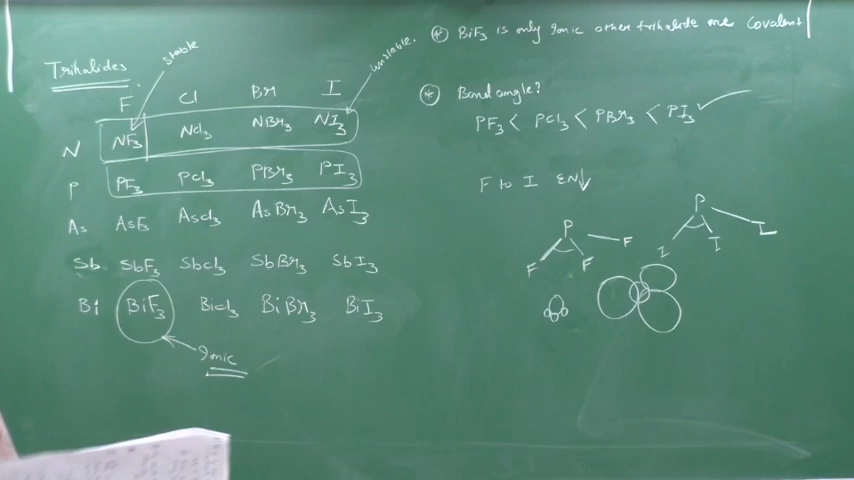 Trihalides
stable
unstable.
F Cl Br I
N NF3 NCl3 NBr3 NI3
P PF3 PCl3 PBr3 PI3
As AsF3 AsCl3 AsBr3 AsI3
Sb SbF3 SbCl3 SbBr3 SbI3
Bi BiF3 BiCl3 BiBr3 BiI3
Ionic
* BiF3 is only Ionic other trihalide are Covalent
* Bond angle?
PF3 < PCl3 < PBr3 < PI3 ✓
F to I EN↓
P
F F F
P
I I I